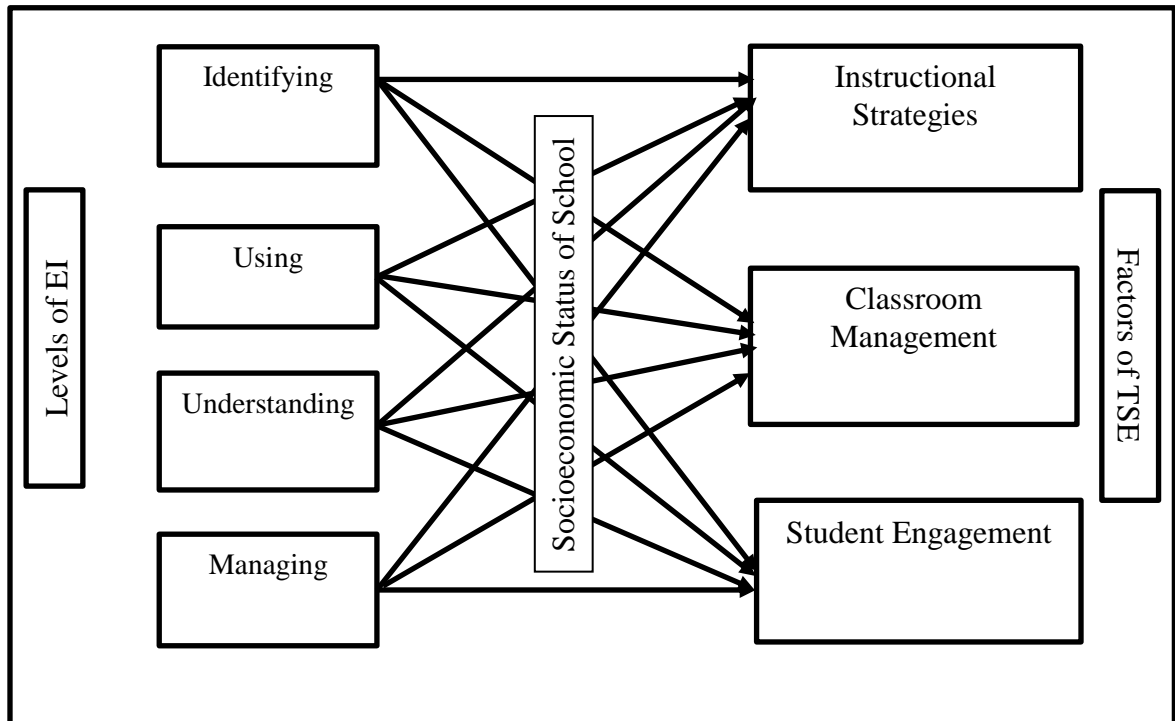 Levels of EI
Identifying
Using
Understanding
Managing
Socioeconomic Status of School
Instructional
Strategies
Classroom
Management
Student Engagement
Factors of TSE